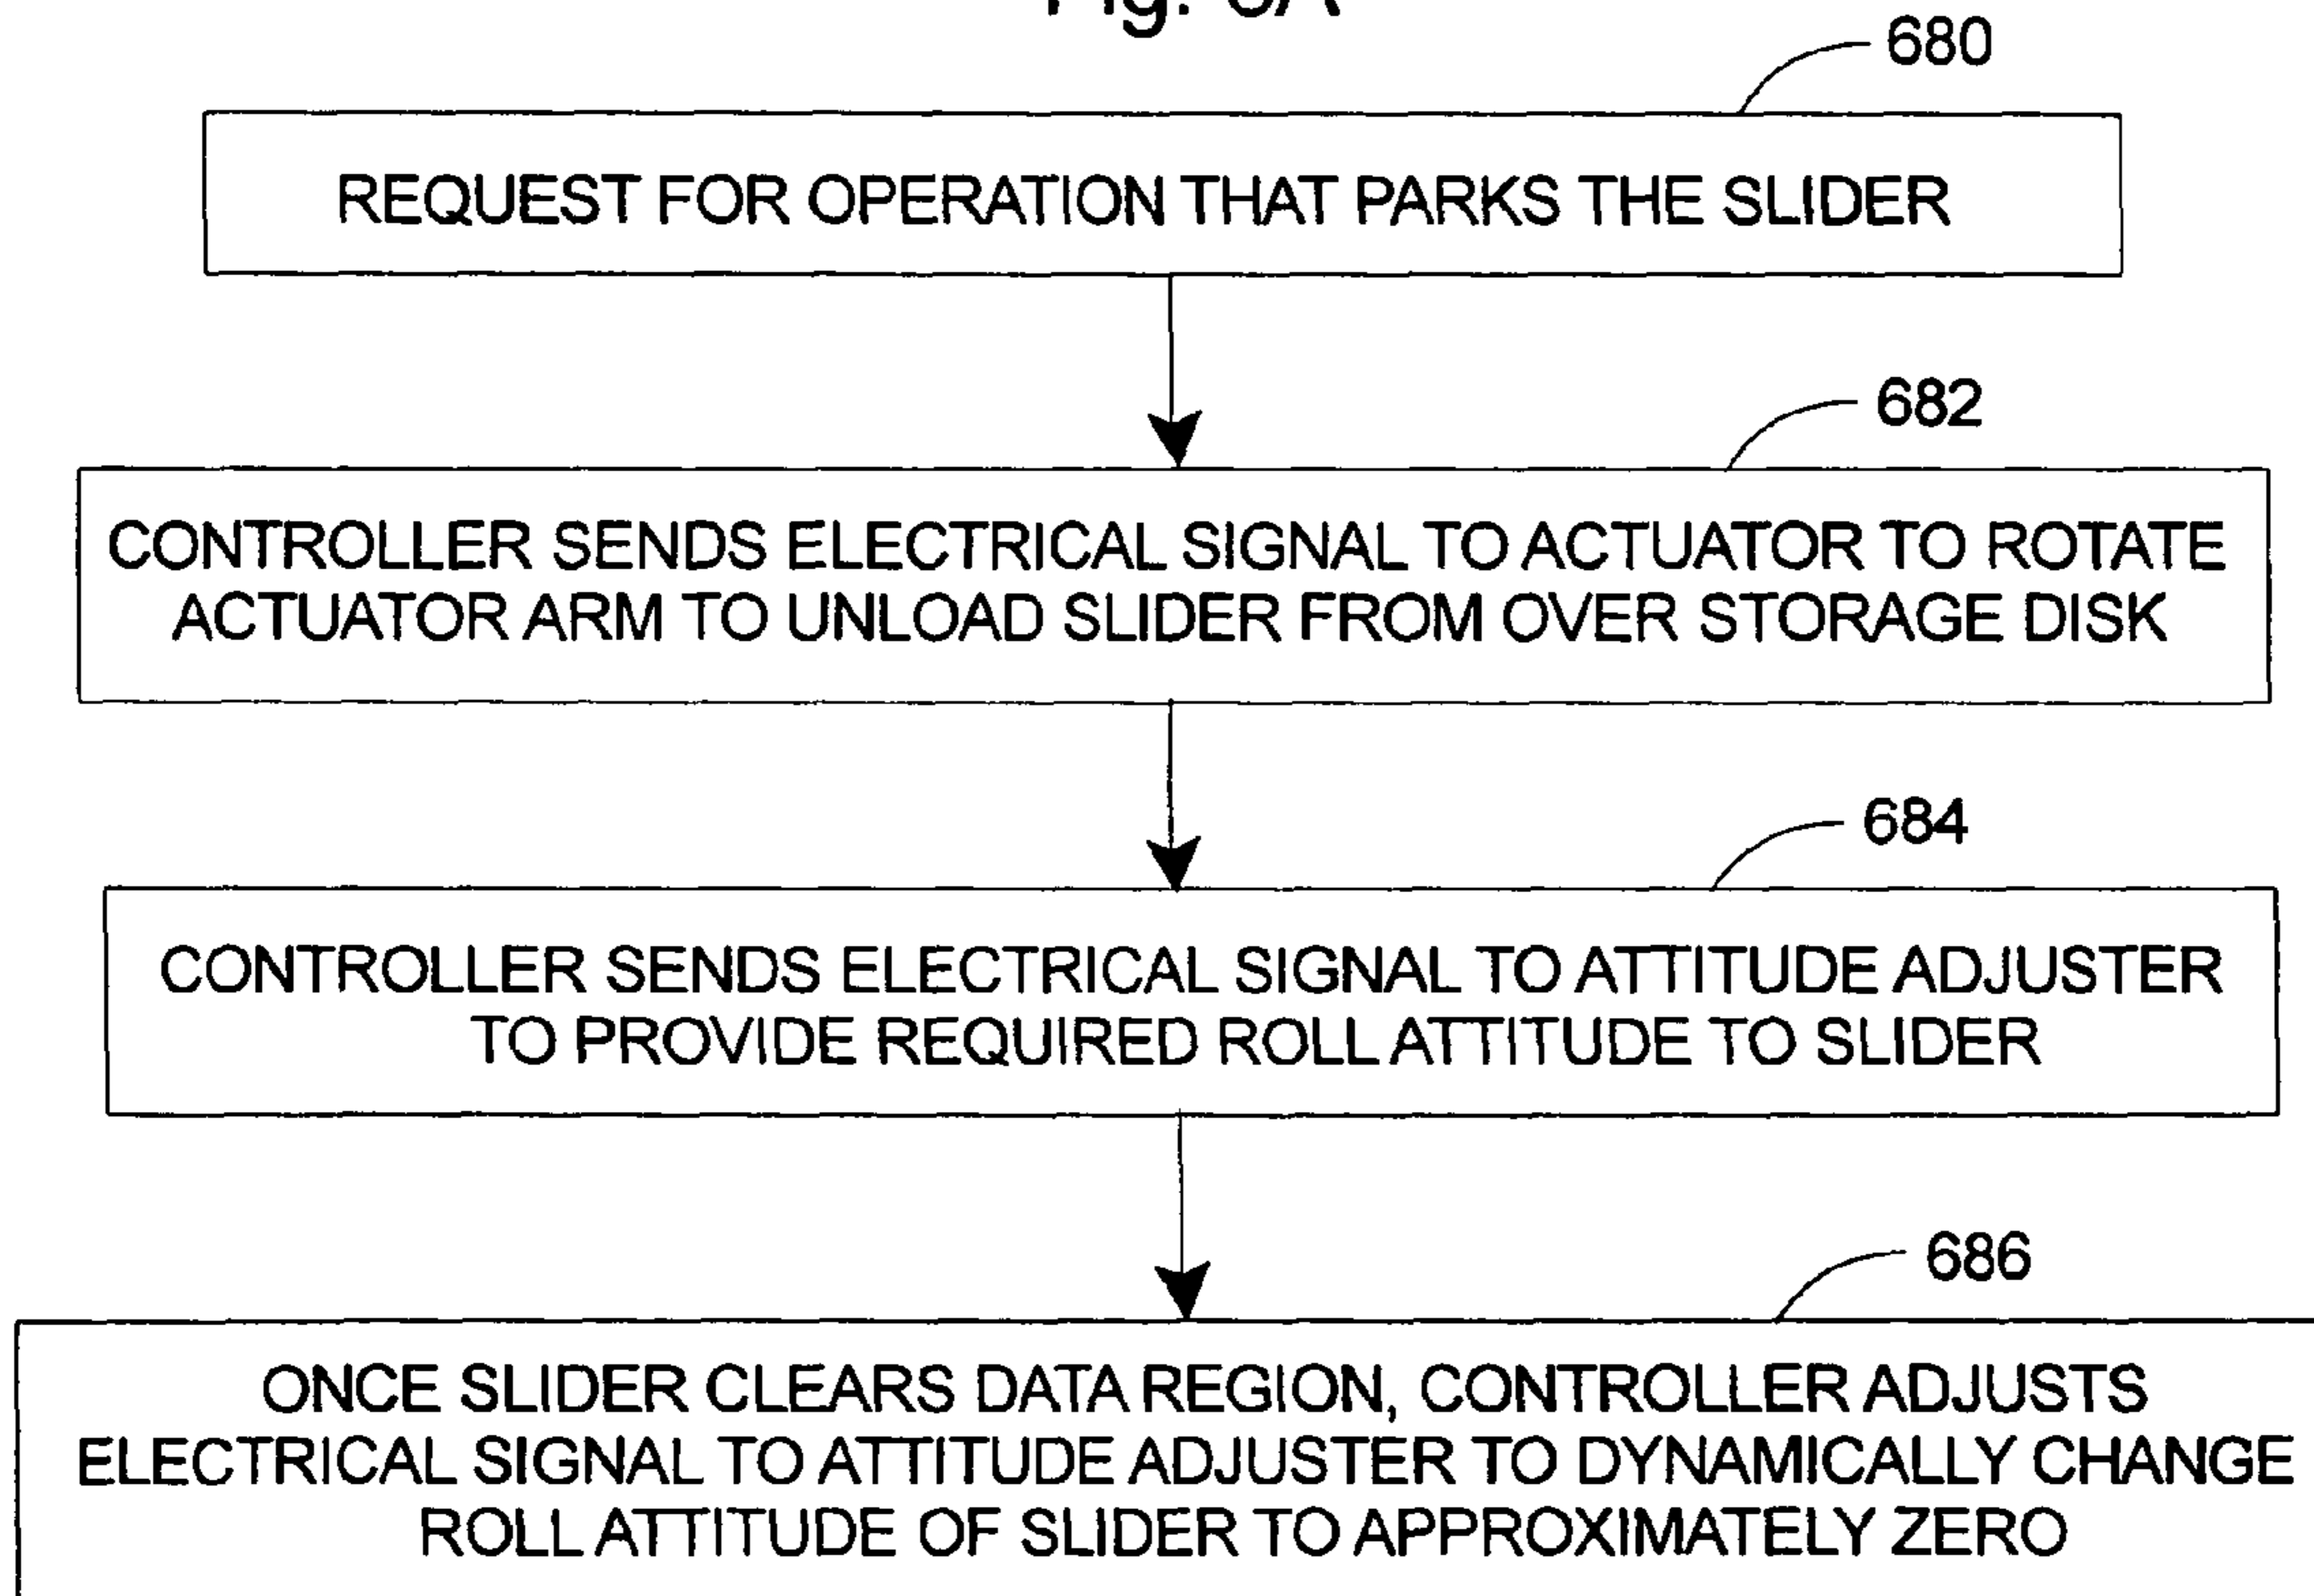 680
REQUEST FOR OPERATION THAT PARKS THE SLIDER
682
CONTROLLER SENDS ELECTRICAL SIGNAL TO ACTUATOR TO ROTATE
ACTUATOR ARM TO UNLOAD SLIDER FROM OVER STORAGE DISK
684
CONTROLLER SENDS ELECTRICAL SIGNAL TO ATTITUDE ADJUSTER
TO PROVIDE REQUIRED ROLL ATTITUDE TO SLIDER
686
ONCE SLIDER CLEARS DATA REGION, CONTROLLER ADJUSTS
ELECTRICAL SIGNAL TO ATTITUDE ADJUSTER TO DYNAMICALLY CHANGE
ROLL ATTITUDE OF SLIDER TO APPROXIMATELY ZERO